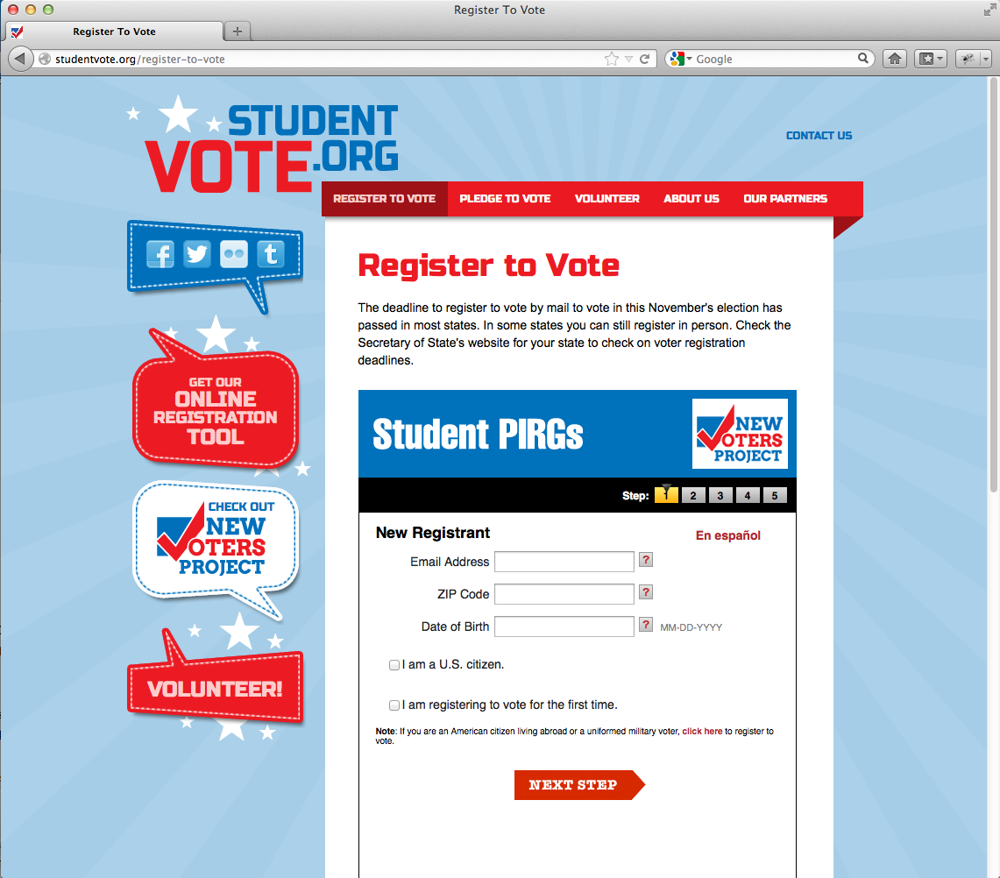 Register To Vote
Register To Vote
studentvote.org/register-to-vote
Google
STUDENT
VOTE.ORG
CONTACT US
REGISTER TO VOTE
PLEDGE TO VOTE
VOLUNTEER
ABOUT US
OUR PARTNERS
f
t
GET OUR
ONLINE
REGISTRATION
TOOL
CHECK OUT
NEW
VOTERS
PROJECT
VOLUNTEER!
Register to Vote
The deadline to register to vote by mail to vote in this November's election has
passed in most states. In some states you can still register in person. Check the
Secretary of State's website for your state to check on voter registration
deadlines.
Student PIRGs
NEW
VOTERS
PROJECT
Step: 1 2 3 4 5
New Registrant
En español
Email Address ?
ZIP Code ?
Date of Birth ? MM-DD-YYYY
I am a U.S. citizen.
I am registering to vote for the first time.
Note: If you are an American citizen living abroad or a uniformed military voter, click here to register to
vote.
NEXT STEP